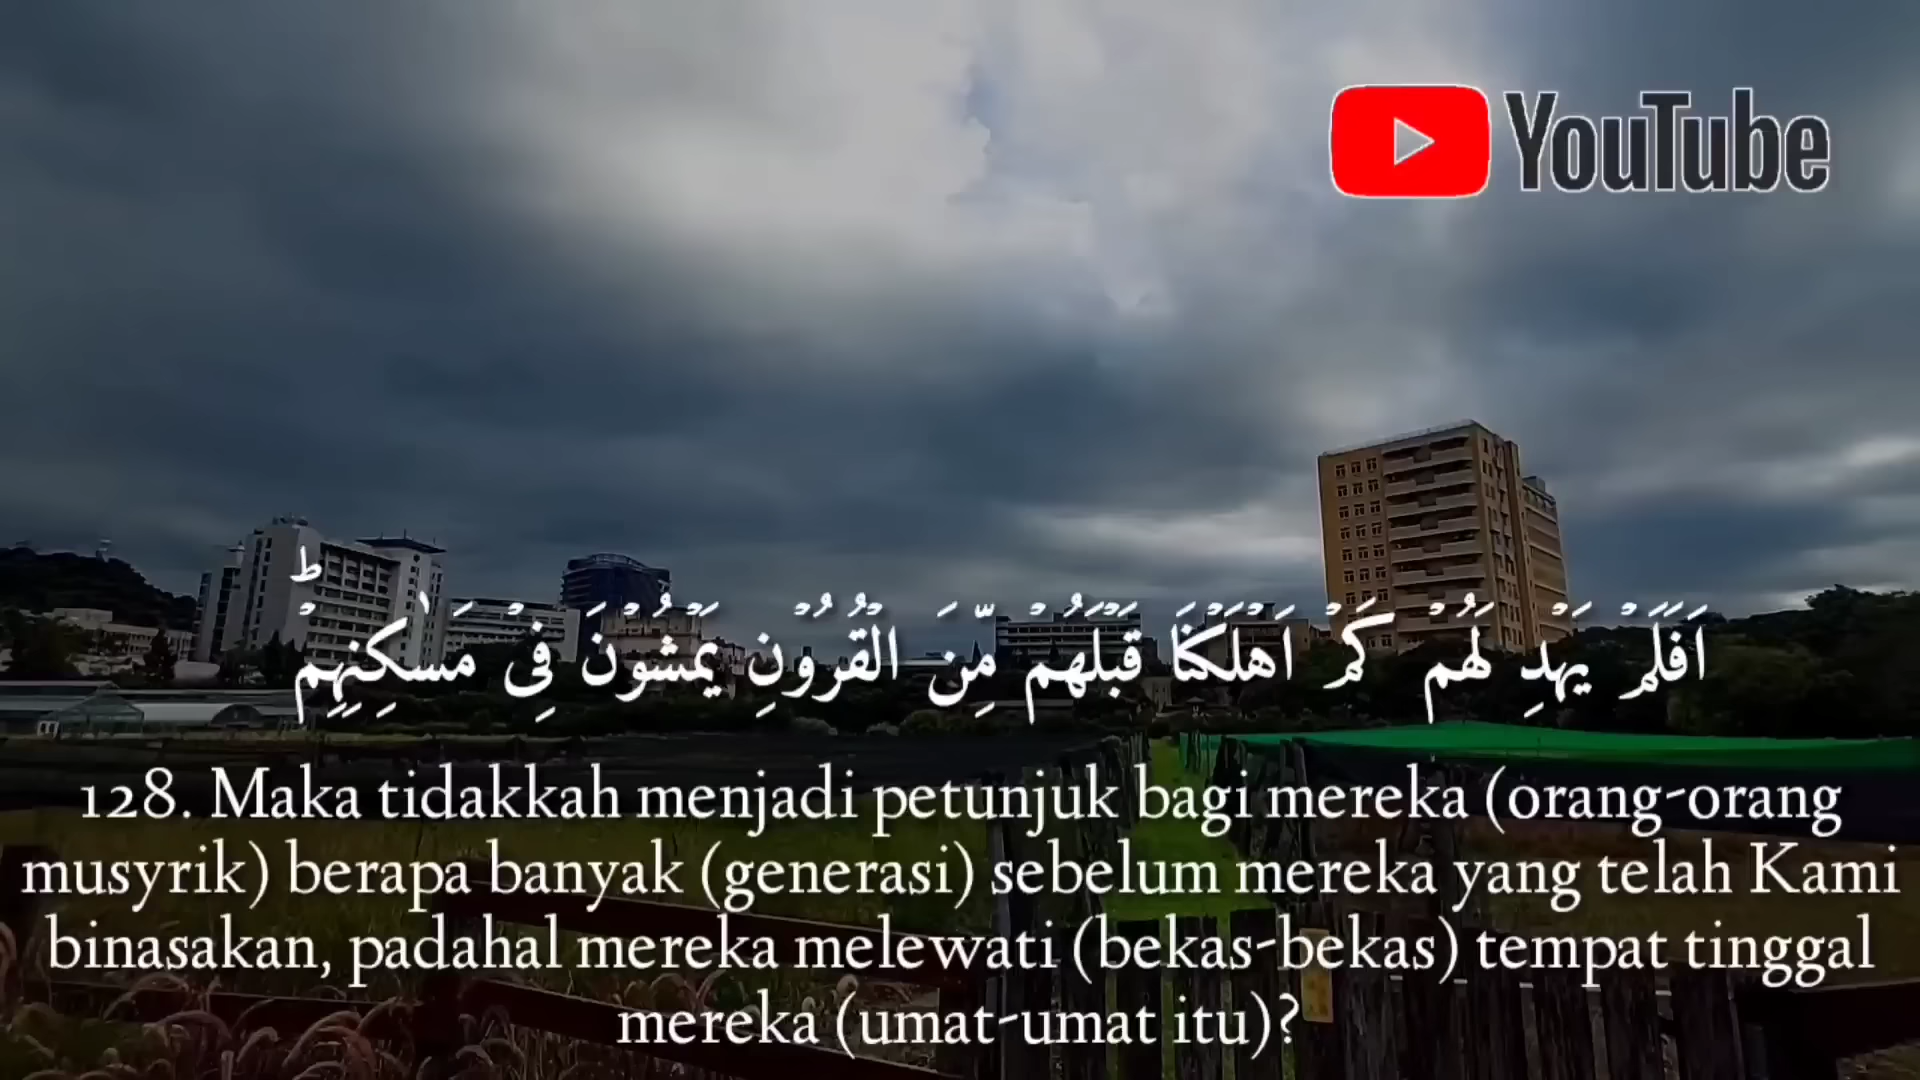 YouTube
اَفَلَمْ يَهْدِ لَهُمْ كَمْ اَهْلَكْنَا قَبْلَهُمْ مِّنَ الْقُرُوْنِ يَمْشُوْنَ فِيْ مَسٰكِنِهِمْۗ
128. Maka tidakkah menjadi petunjuk bagi mereka (orang-orang
musyrik) berapa banyak (generasi) sebelum mereka yang telah Kami
binasakan, padahal mereka melewati (bekas-bekas) tempat tinggal
mereka (umat-umat itu)?